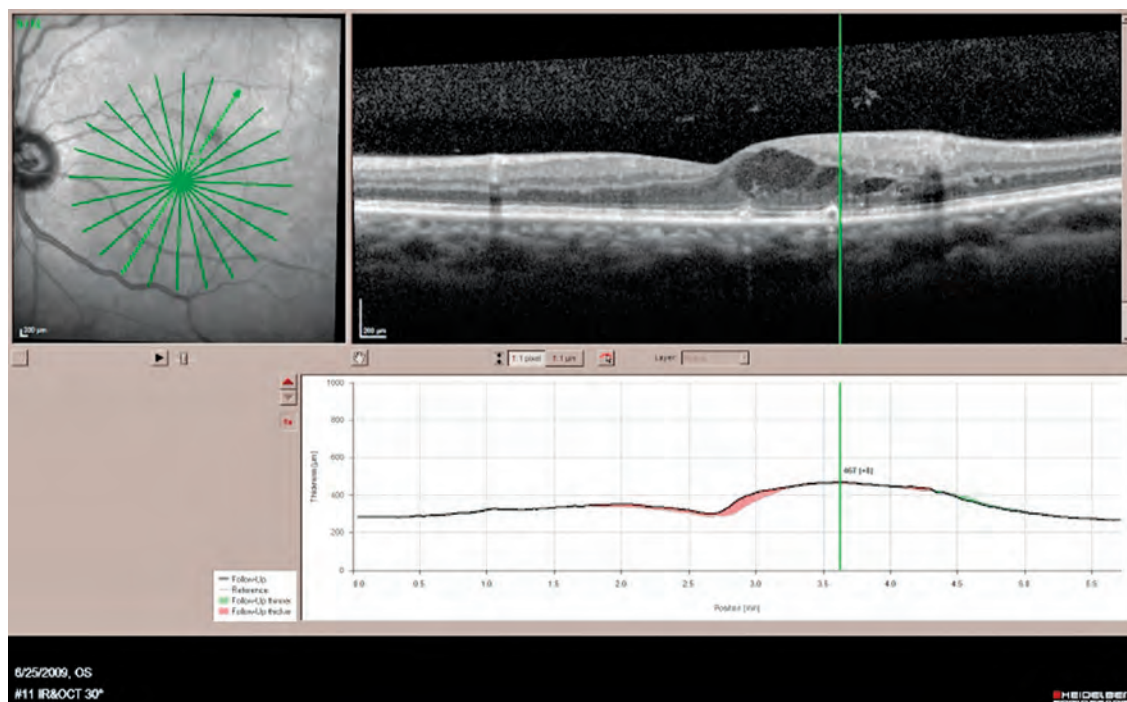 200 µm
200 µm
1:1 pixel 1:1 µm
Layer:
1000
800
600
400
200
0
Thickness [µm]
467 [+8]
0.0 0.5 1.0 1.5 2.0 2.5 3.0 3.5 4.0 4.5 5.0 5.5
Position [mm]
Follow-Up
Reference
Follow-Up thinner
Follow-Up thicker
6/25/2009, OS
#11 IR&OCT 30°
HEIDELBER